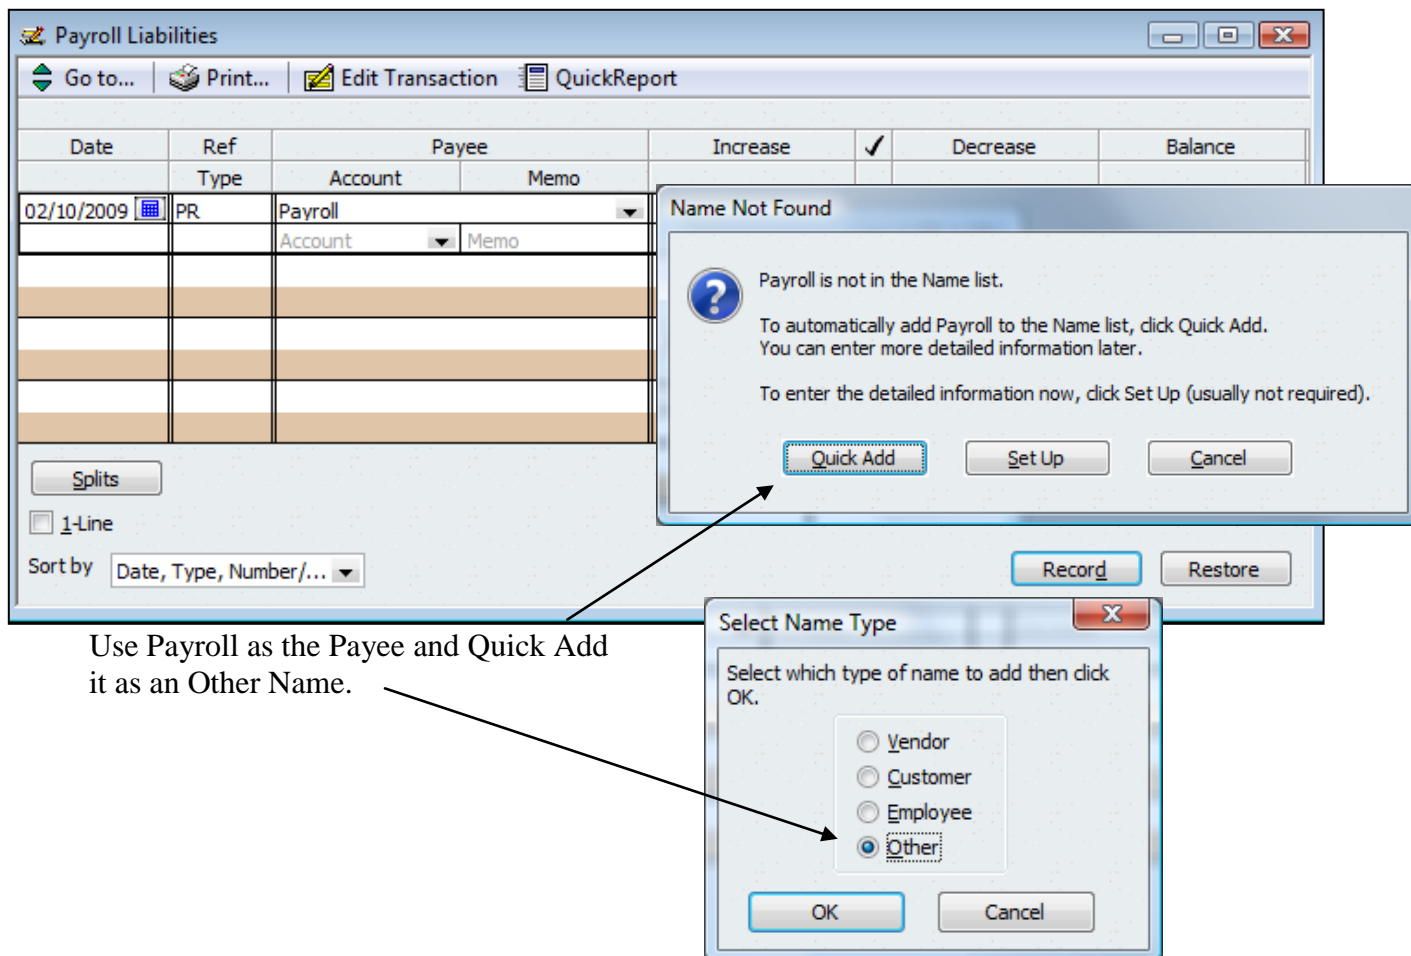 Payroll Liabilities
Go to... Print... Edit Transaction QuickReport
Date Ref Payee Increase ✓ Decrease Balance
Type Account Memo
02/10/2009 PR Payroll
Account Memo
Name Not Found
Payroll is not in the Name list.
To automatically add Payroll to the Name list, click Quick Add.
You can enter more detailed information later.
To enter the detailed information now, click Set Up (usually not required).
Quick Add Set Up Cancel
Splits
1-Line
Sort by Date, Type, Number/...
Record Restore
Use Payroll as the Payee and Quick Add
it as an Other Name.
Select Name Type
Select which type of name to add then click
OK.
Vendor
Customer
Employee
Other
OK Cancel